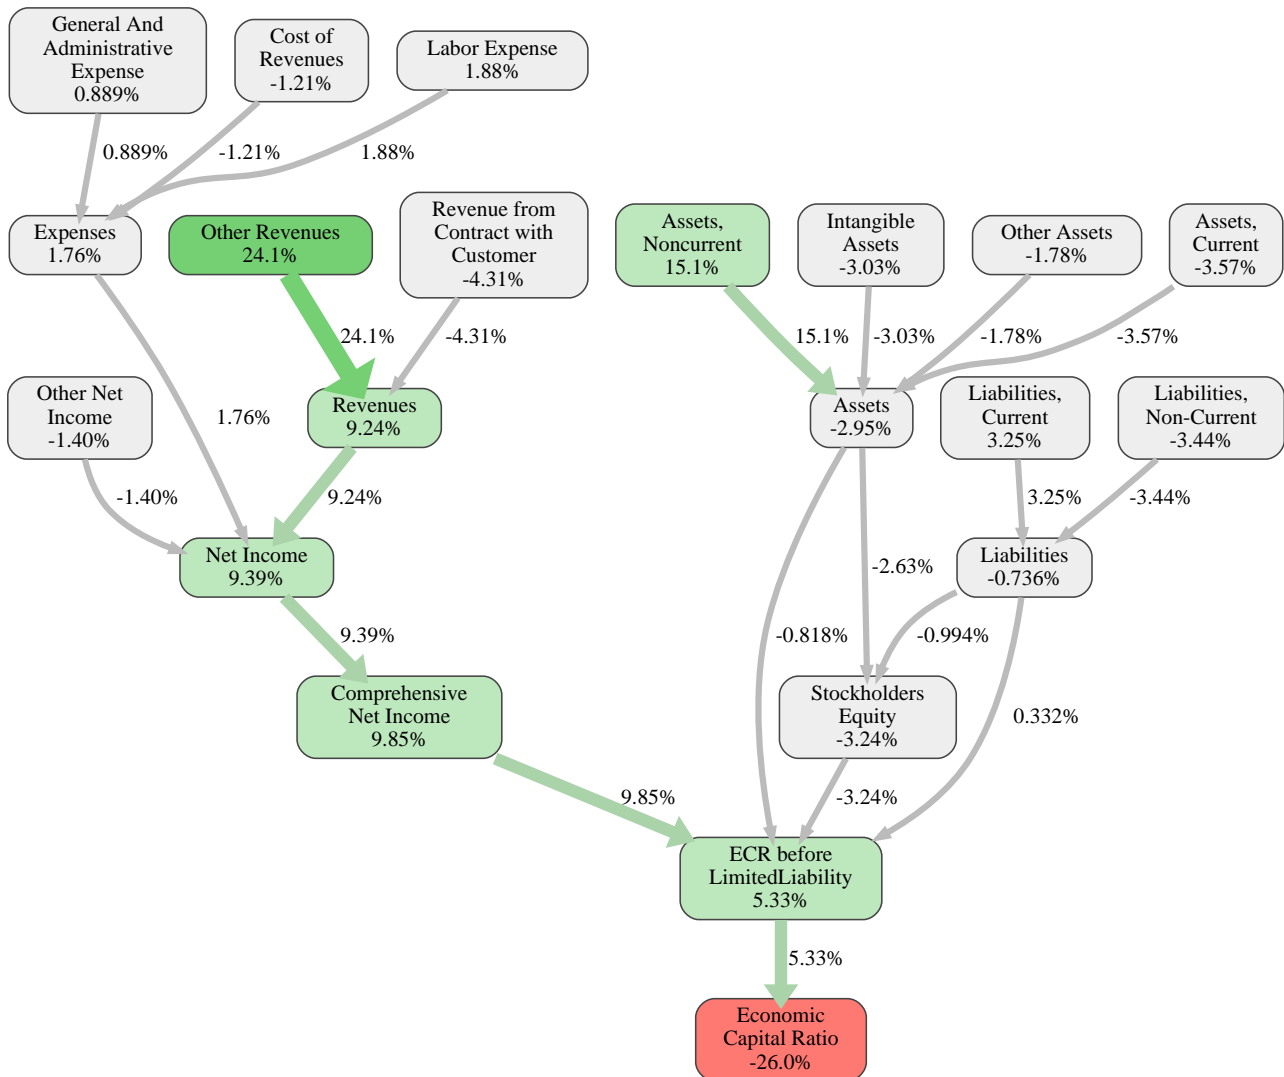 General And
Administrative
Expense
0.889%
Cost of
Revenues
-1.21%
Labor Expense
1.88%
0.889%
-1.21%
1.88%
Expenses
1.76%
Other Revenues
24.1%
Revenue from
Contract with
Customer
-4.31%
Assets,
Noncurrent
15.1%
Intangible
Assets
-3.03%
Other Assets
-1.78%
Assets,
Current
-3.57%
24.1%
-4.31%
15.1%
-3.03%
-1.78%
-3.57%
Other Net
Income
-1.40%
1.76%
Revenues
9.24%
Assets
-2.95%
Liabilities,
Current
3.25%
Liabilities,
Non-Current
-3.44%
-1.40%
9.24%
3.25%
-3.44%
Net Income
9.39%
-2.63%
Liabilities
-0.736%
9.39%
-0.818%
-0.994%
Comprehensive
Net Income
9.85%
Stockholders
Equity
-3.24%
0.332%
9.85%
-3.24%
ECR before
LimitedLiability
5.33%
5.33%
Economic
Capital Ratio
-26.0%